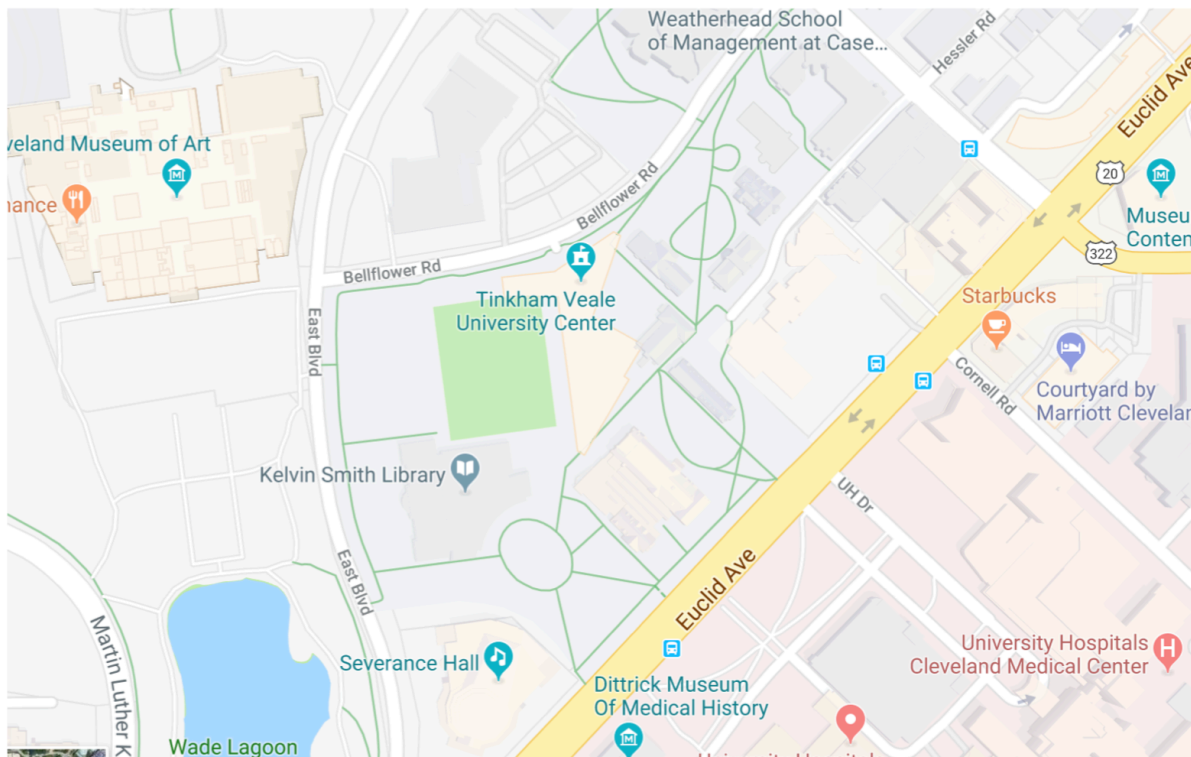 Weatherhead School
of Management at Case...
Hessler Rd
Euclid Ave
veland Museum of Art
20
nance
Bellflower Rd
Museu
Conten
322
Bellflower Rd
Tinkham Veale
University Center
Starbucks
East Blvd
Cornell Rd
Courtyard by
Marriott Clevelan
Kelvin Smith Library
UH Dr
East Blvd
Euclid Ave
Martin Luther K
Severance Hall
University Hospitals
Cleveland Medical Center
H
Dittrick Museum
Of Medical History
Wade Lagoon
University Hospital